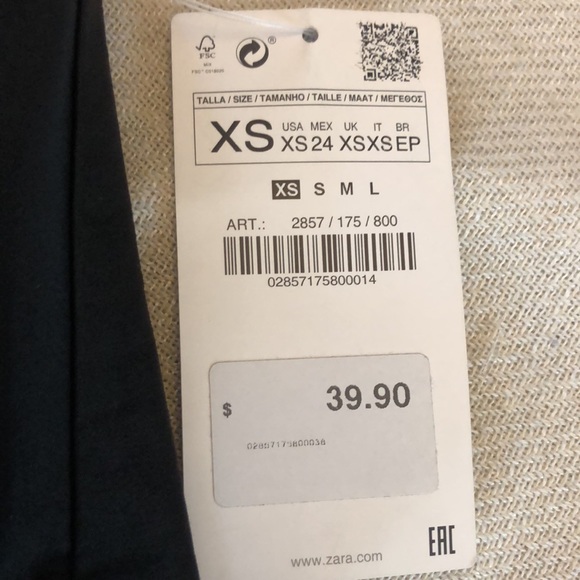 FSC
®
TALLA / SIZE / TAMANHO / TAILLE / MAAT / ΜΕΓΕΘΟΣ
XS USA XS MEX 24 UK XS IT XS BR EP
XS S M L
ART.: 2857 / 175 / 800
02857175800014
$ 39.90
02857175800038
www.zara.com
EAC